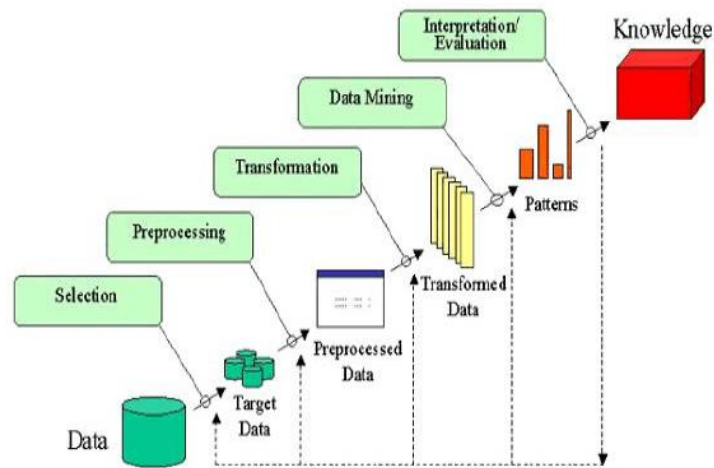 Interpretation/
Evaluation
Knowledge
Data Mining
Transformation
Patterns
Preprocessing
Transformed
Data
Selection
Preprocessed
Data
Target
Data
Data